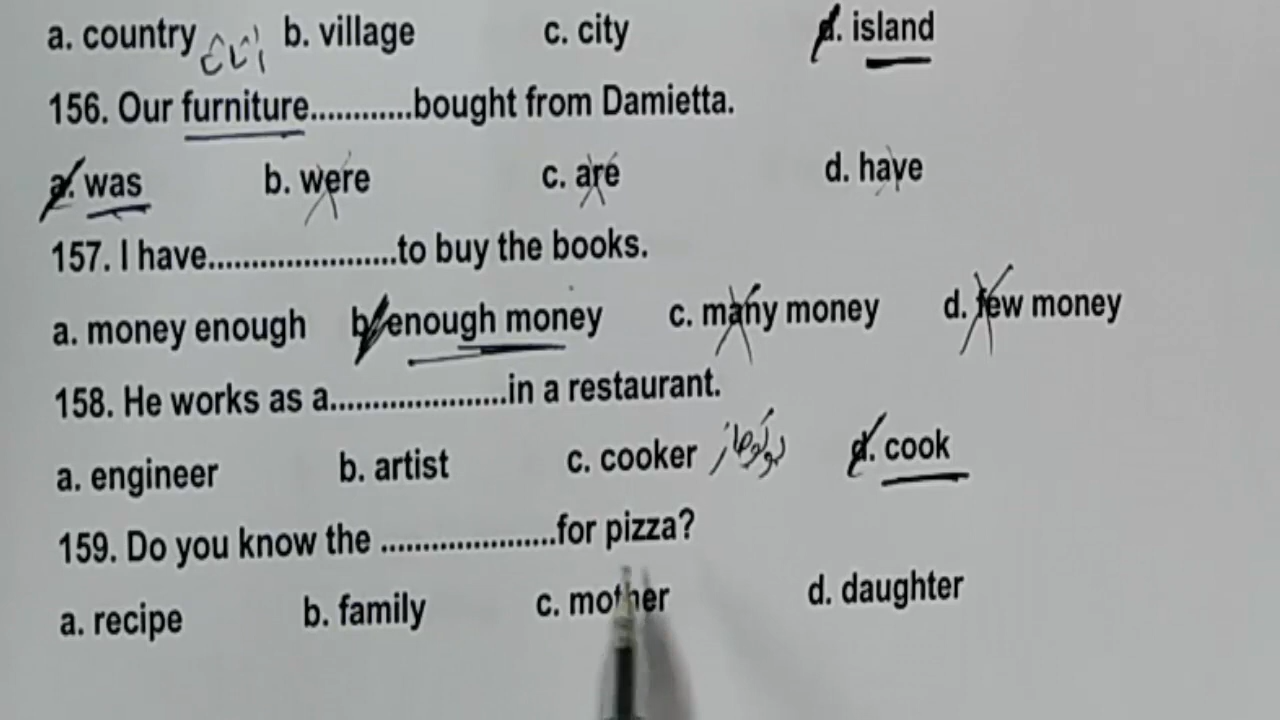 a. country b. village c. city d. island
اثاث
156. Our furniture............bought from Damietta.
a. was b. were c. are d. have
157. I have......................to buy the books.
a. money enough b. enough money c. many money d. few money
158. He works as a.....................in a restaurant.
a. engineer b. artist c. cooker d. cook
159. Do you know the .....................for pizza?
a. recipe b. family c. mother d. daughter